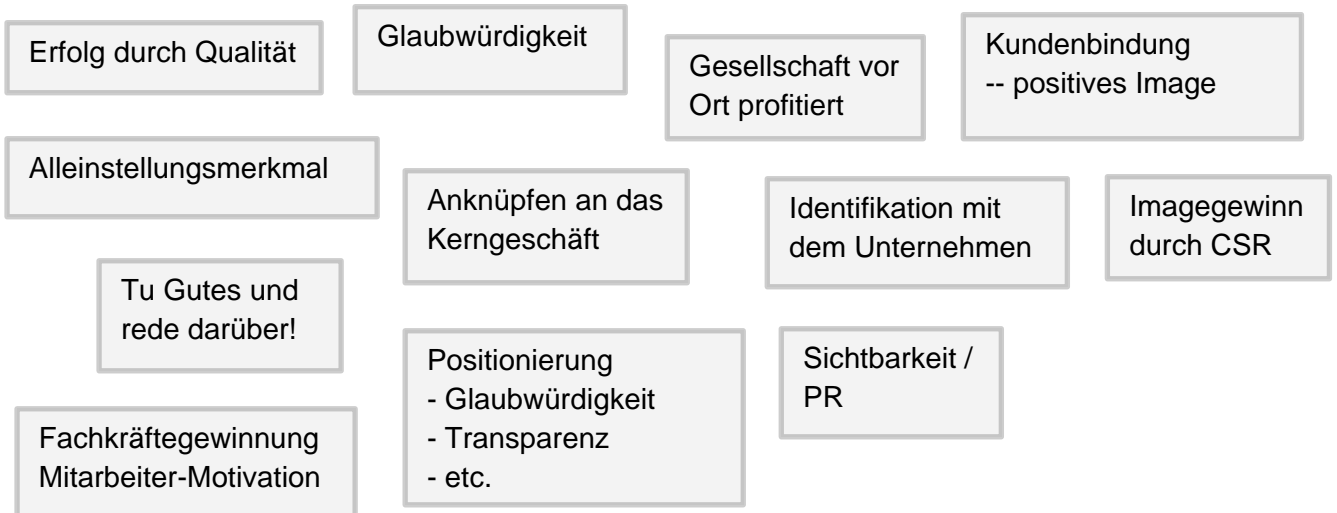 Erfolg durch Qualität
Glaubwürdigkeit
Gesellschaft vor
Ort profitiert
Kundenbindung
-- positives Image
Alleinstellungsmerkmal
Anknüpfen an das
Kerngeschäft
Identifikation mit
dem Unternehmen
Imagegewinn
durch CSR
Tu Gutes und
rede darüber!
Positionierung
- Glaubwürdigkeit
- Transparenz
- etc.
Sichtbarkeit /
PR
Fachkräftegewinnung
Mitarbeiter-Motivation